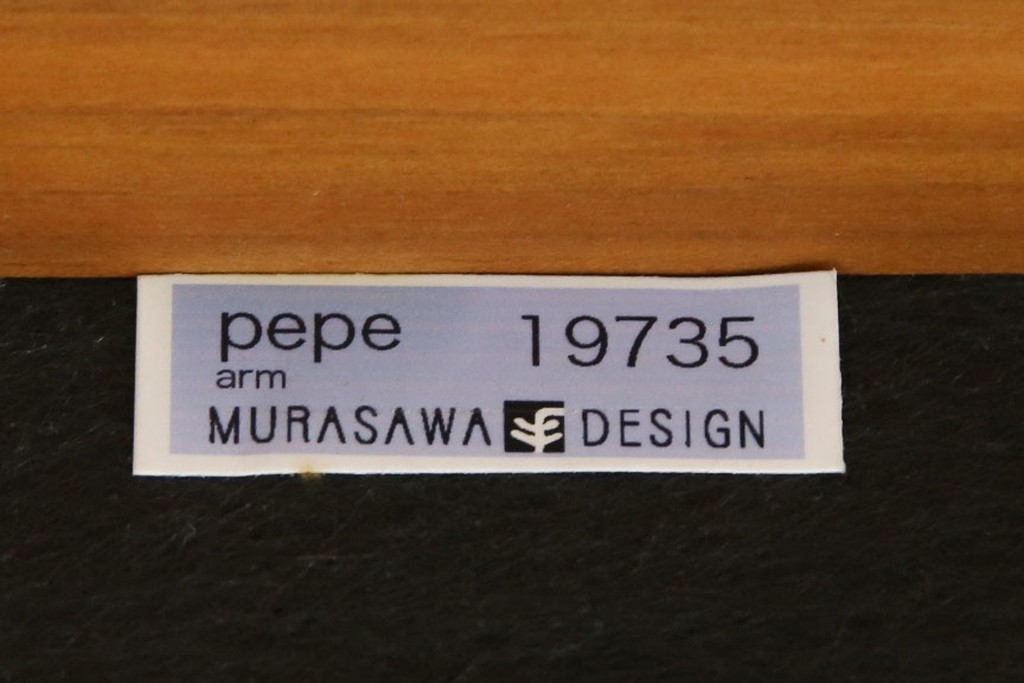 pepe 19735
arm
MURASAWA DESIGN